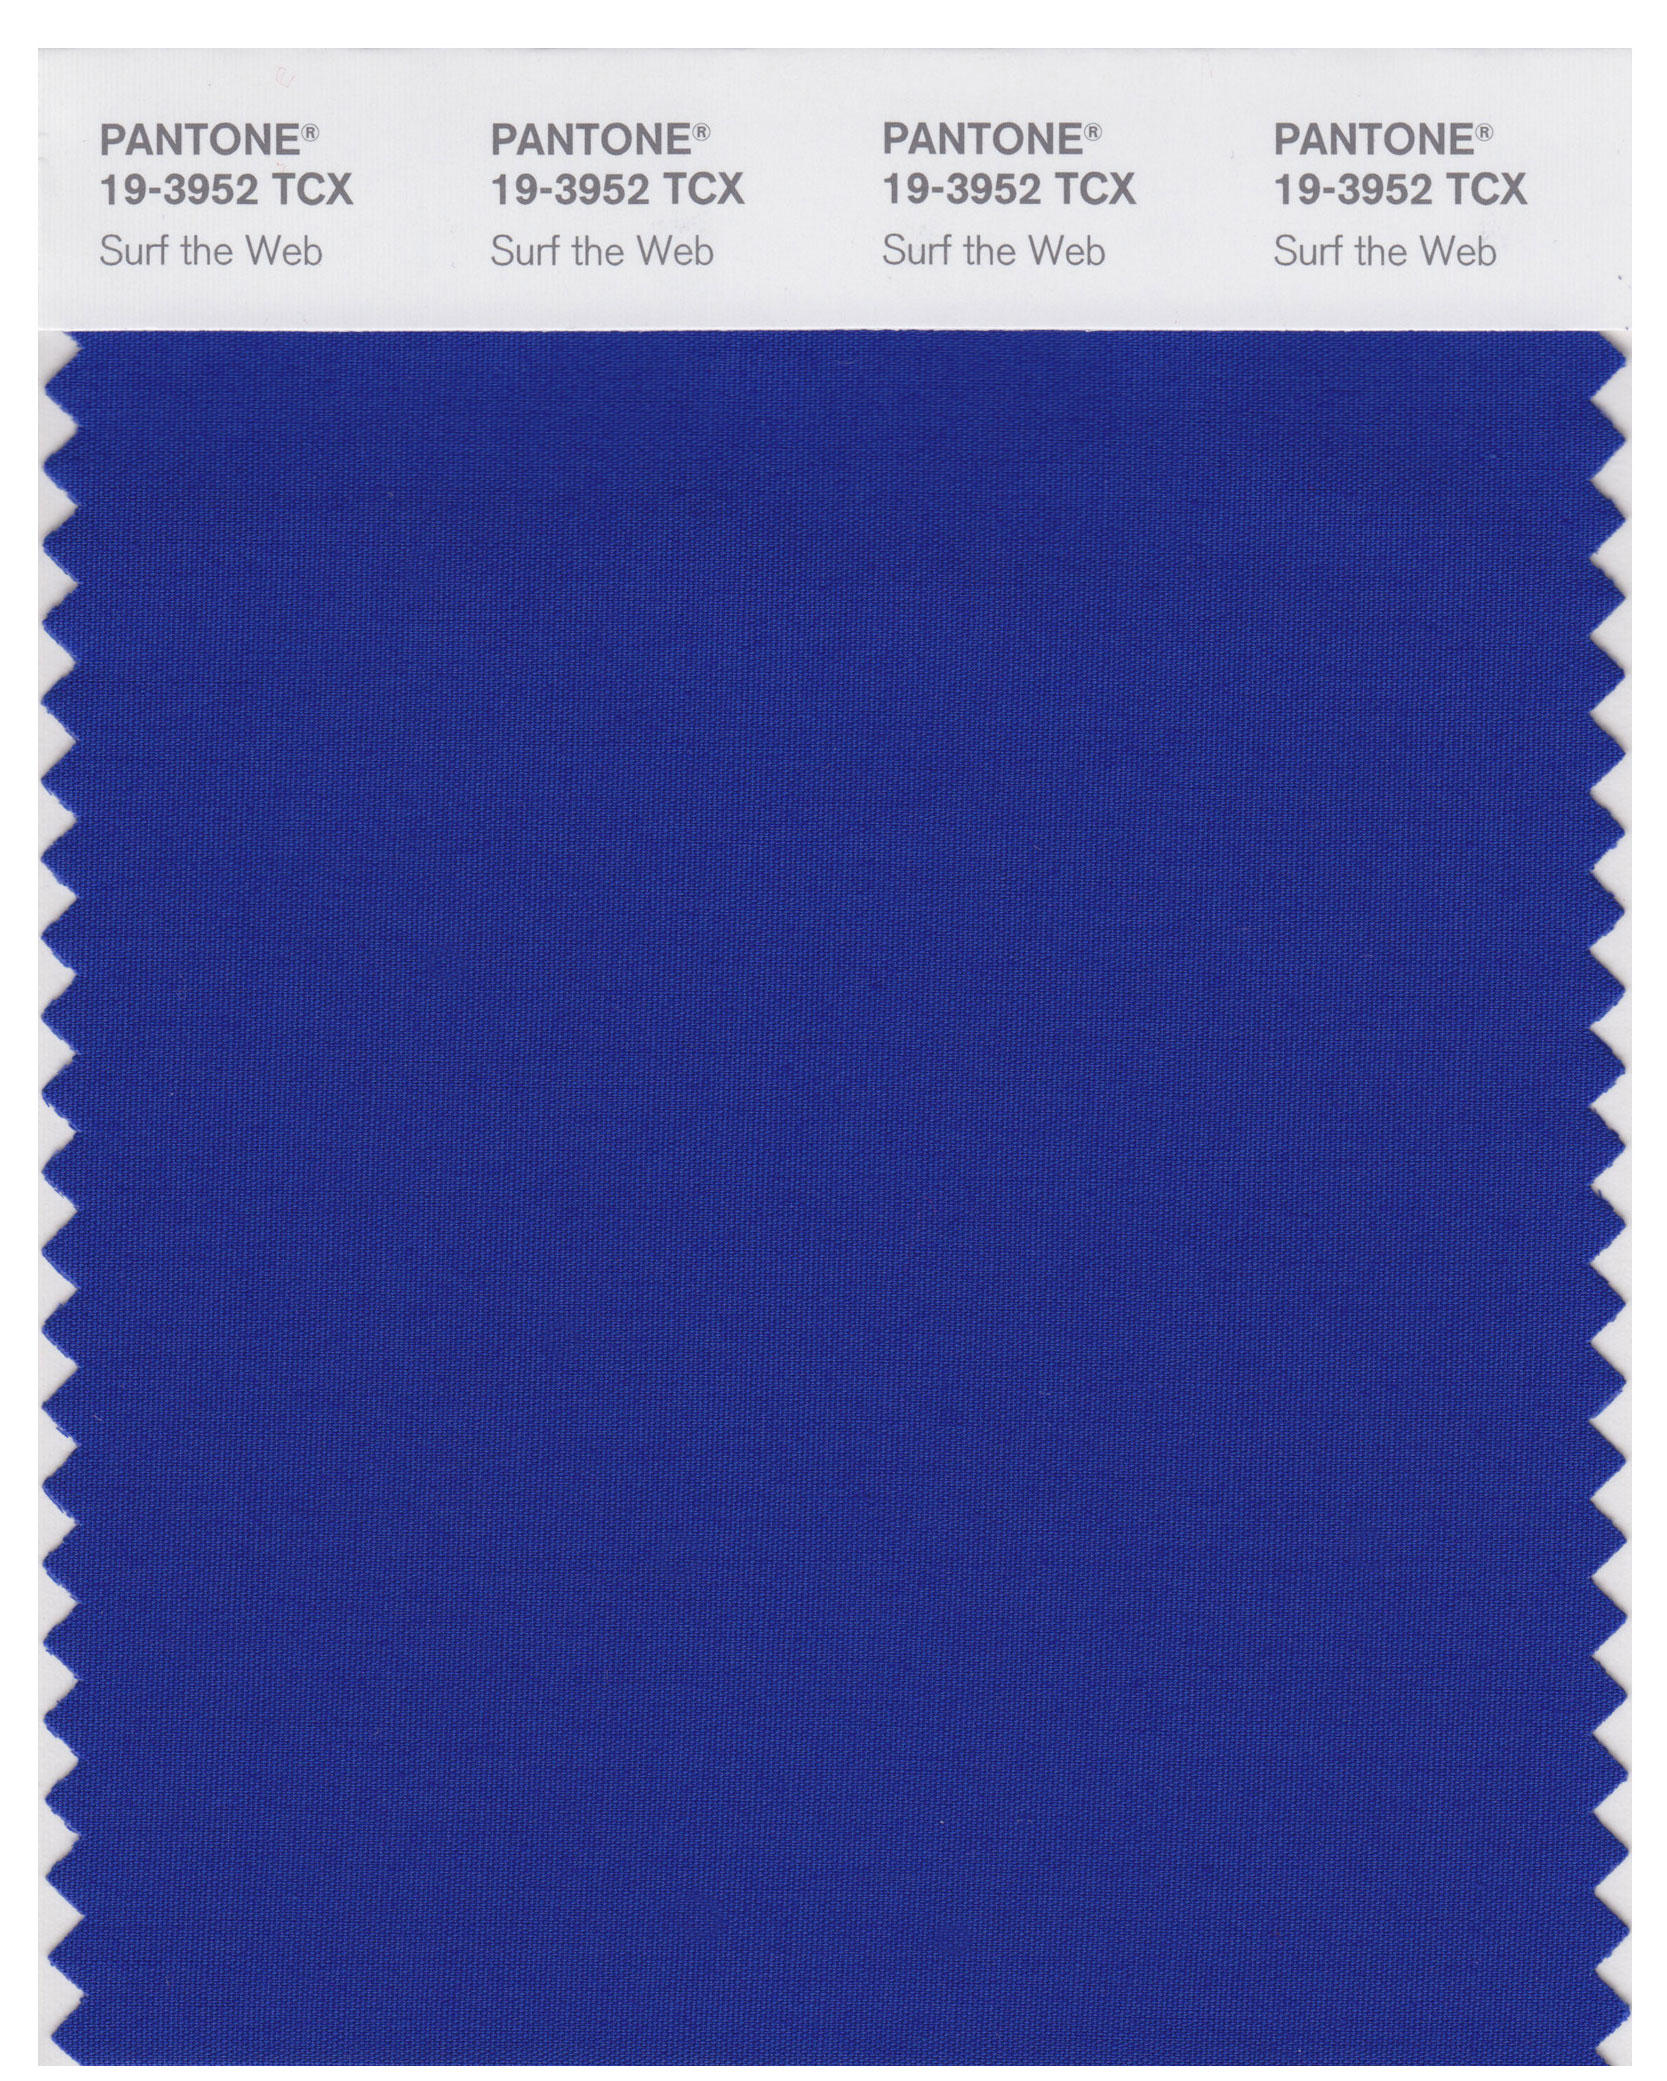 PANTONE® PANTONE® PANTONE® PANTONE®
19-3952 TCX 19-3952 TCX 19-3952 TCX 19-3952 TCX
Surf the Web Surf the Web Surf the Web Surf the Web